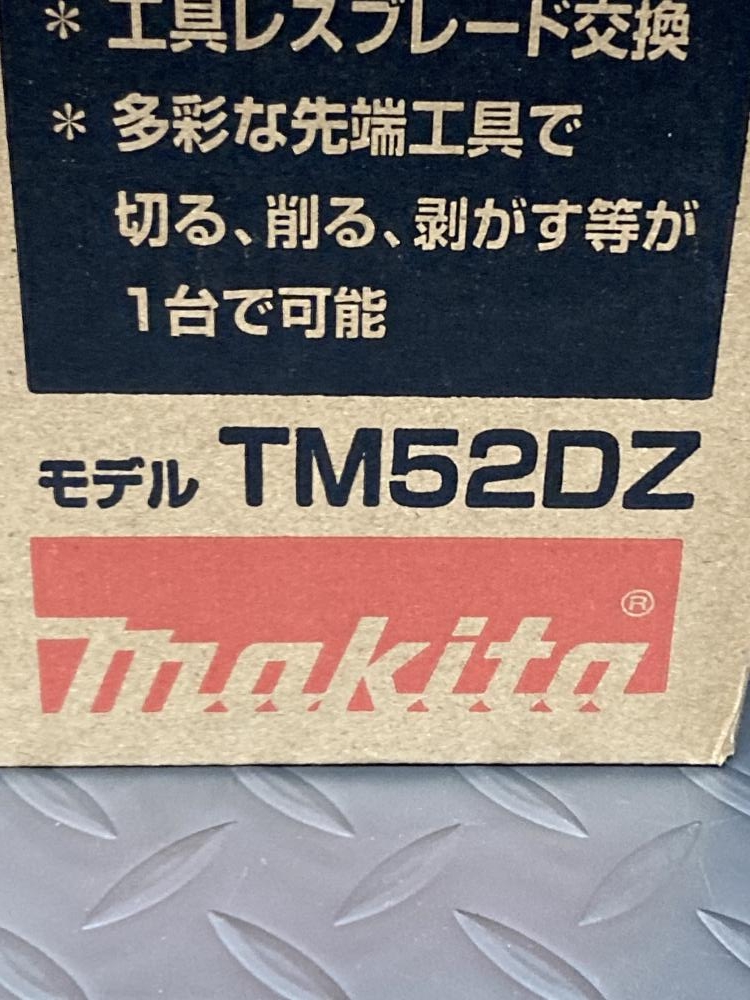 * 工具レスブレード交換
* 多彩な先端工具で
切る、削る、剥がす等が
1台で可能
モデル TM52DZ
makita®